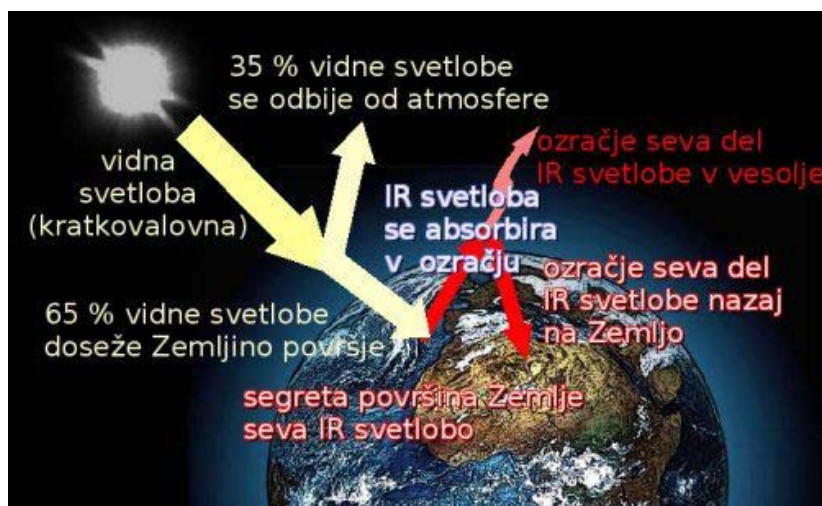 35 % vidne svetlobe
se odbije od atmosfere
vidna
svetloba
(kratkovalovna)
ozračje seva del
IR svetlobe v vesolje
IR svetloba
se absorbira
v ozračju
ozračje seva del
IR svetlobe nazaj
na Zemljo
65 % vidne svetlobe
doseže Zemljino površje
segreta površina Zemlje
seva IR svetlobo